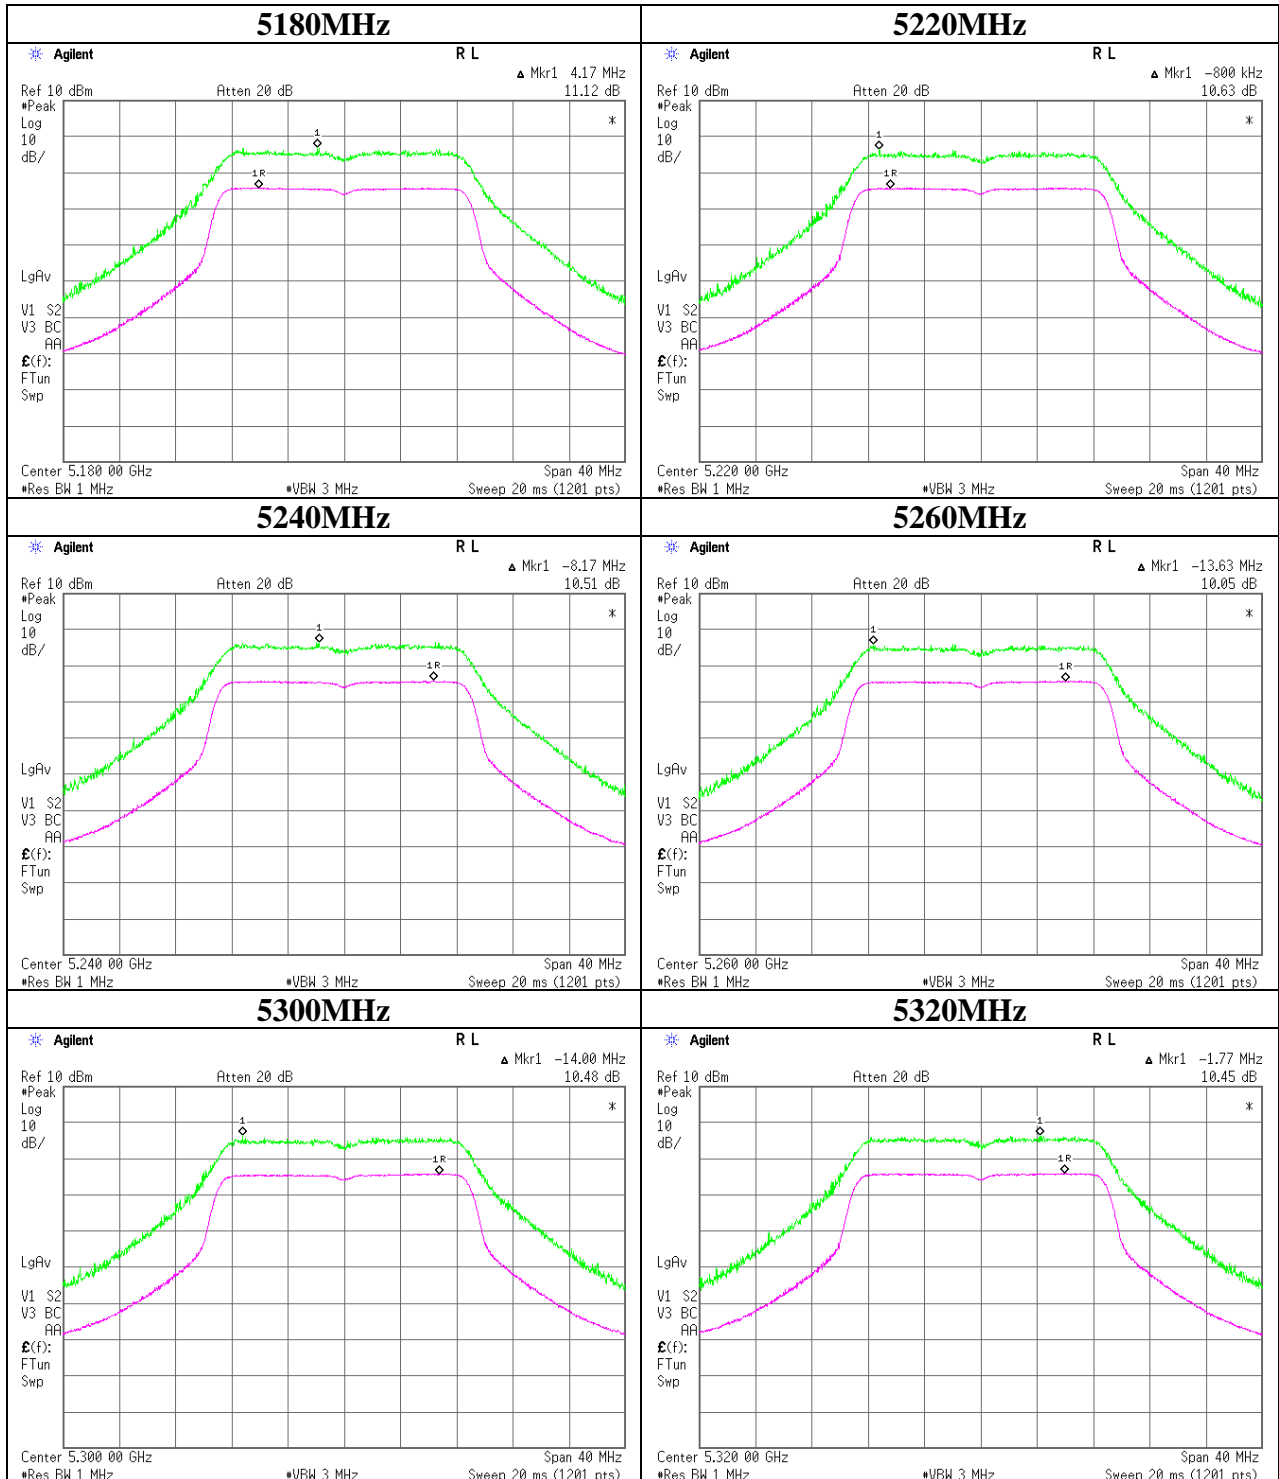 5180MHz
Agilent R L
Δ Mkr1 4.17 MHz
Ref 10 dBm Atten 20 dB 11.12 dB
#Peak
Log
10
dB/
*
1
1R
LgAv
V1 S2
V3 BC
AA
£(f):
FTun
Swp
Center 5.180 00 GHz Span 40 MHz
#Res BW 1 MHz #VBW 3 MHz Sweep 20 ms (1201 pts)
5220MHz
Agilent R L
Δ Mkr1 -800 kHz
Ref 10 dBm Atten 20 dB 10.63 dB
#Peak
Log
10
dB/
*
1
1R
LgAv
V1 S2
V3 BC
AA
£(f):
FTun
Swp
Center 5.220 00 GHz Span 40 MHz
#Res BW 1 MHz #VBW 3 MHz Sweep 20 ms (1201 pts)
5240MHz
Agilent R L
Δ Mkr1 -8.17 MHz
Ref 10 dBm Atten 20 dB 10.51 dB
#Peak
Log
10
dB/
*
1
1R
LgAv
V1 S2
V3 BC
AA
£(f):
FTun
Swp
Center 5.240 00 GHz Span 40 MHz
#Res BW 1 MHz #VBW 3 MHz Sweep 20 ms (1201 pts)
5260MHz
Agilent R L
Δ Mkr1 -13.63 MHz
Ref 10 dBm Atten 20 dB 10.05 dB
#Peak
Log
10
dB/
*
1
1R
LgAv
V1 S2
V3 BC
AA
£(f):
FTun
Swp
Center 5.260 00 GHz Span 40 MHz
#Res BW 1 MHz #VBW 3 MHz Sweep 20 ms (1201 pts)
5300MHz
Agilent R L
Δ Mkr1 -14.00 MHz
Ref 10 dBm Atten 20 dB 10.48 dB
#Peak
Log
10
dB/
*
1
1R
LgAv
V1 S2
V3 BC
AA
£(f):
FTun
Swp
Center 5.300 00 GHz Span 40 MHz
#Res BW 1 MHz #VBW 3 MHz Sweep 20 ms (1201 pts)
5320MHz
Agilent R L
Δ Mkr1 -1.77 MHz
Ref 10 dBm Atten 20 dB 10.45 dB
#Peak
Log
10
dB/
*
1
1R
LgAv
V1 S2
V3 BC
AA
£(f):
FTun
Swp
Center 5.320 00 GHz Span 40 MHz
#Res BW 1 MHz #VBW 3 MHz Sweep 20 ms (1201 pts)